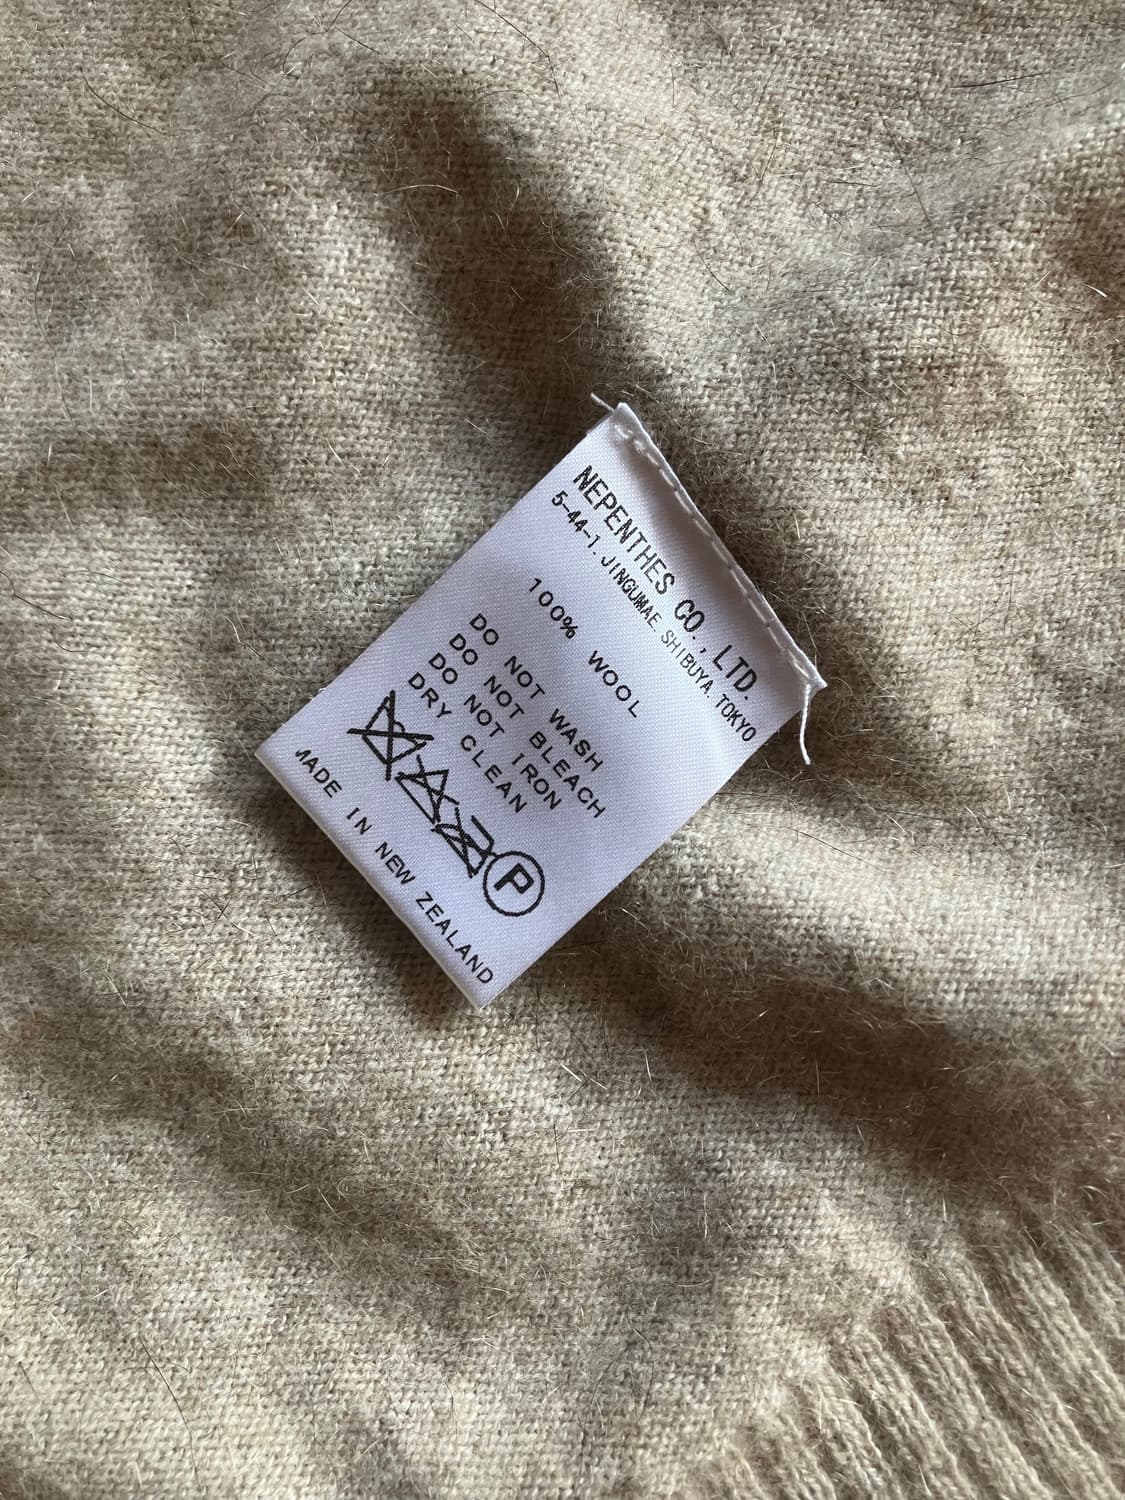 NEPENTHES CO., LTD.
5-44-1. JINGUMAE. SHIBUYA. TOKYO
100% WOOL
DO NOT WASH
DO NOT BLEACH
DO NOT IRON
DRY CLEAN
P
MADE IN NEW ZEALAND